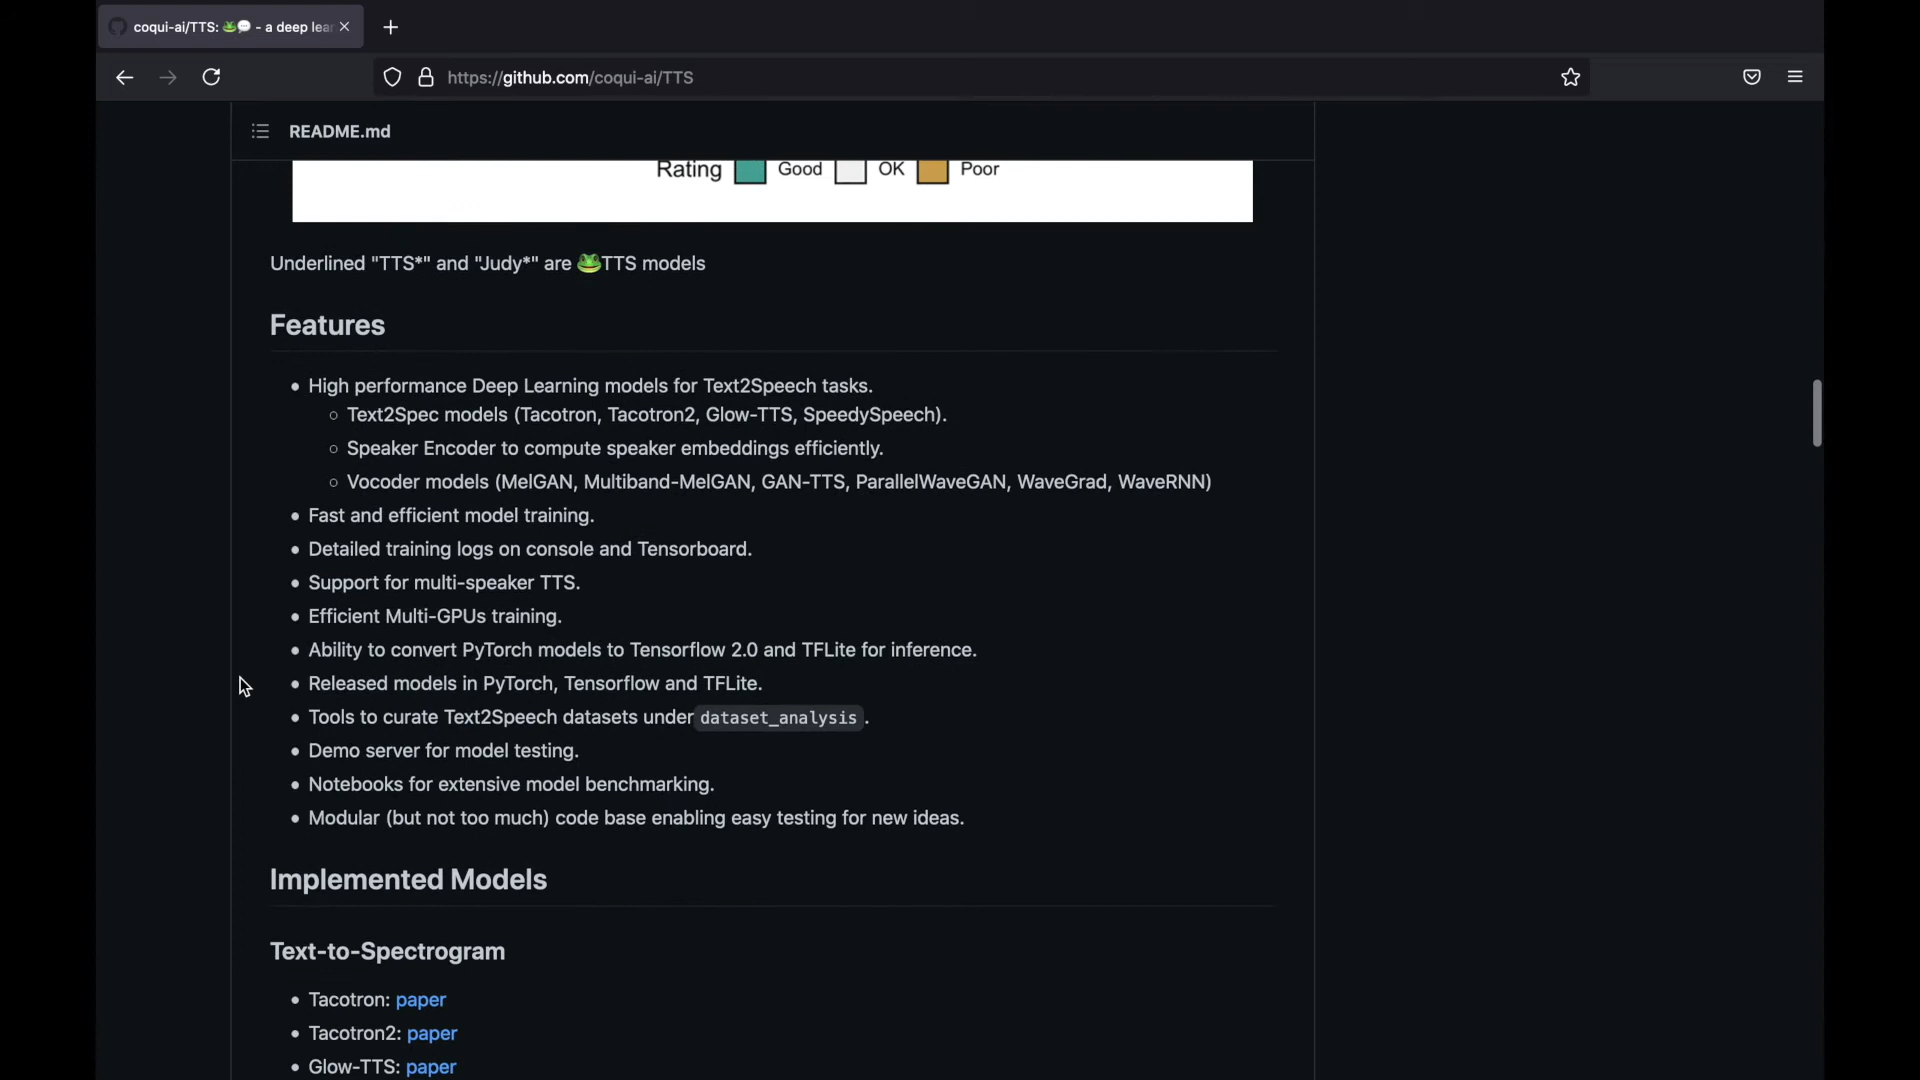 coqui-ai/TTS: 🐸💬 - a deep lear
https://github.com/coqui-ai/TTS
README.md
Rating Good OK Poor
Underlined "TTS*" and "Judy*" are 🐸TTS models
Features
High performance Deep Learning models for Text2Speech tasks.
Text2Spec models (Tacotron, Tacotron2, Glow-TTS, SpeedySpeech).
Speaker Encoder to compute speaker embeddings efficiently.
Vocoder models (MelGAN, Multiband-MelGAN, GAN-TTS, ParallelWaveGAN, WaveGrad, WaveRNN)
Fast and efficient model training.
Detailed training logs on console and Tensorboard.
Support for multi-speaker TTS.
Efficient Multi-GPUs training.
Ability to convert PyTorch models to Tensorflow 2.0 and TFLite for inference.
Released models in PyTorch, Tensorflow and TFLite.
Tools to curate Text2Speech datasets under dataset_analysis.
Demo server for model testing.
Notebooks for extensive model benchmarking.
Modular (but not too much) code base enabling easy testing for new ideas.
Implemented Models
Text-to-Spectrogram
Tacotron: paper
Tacotron2: paper
Glow-TTS: paper